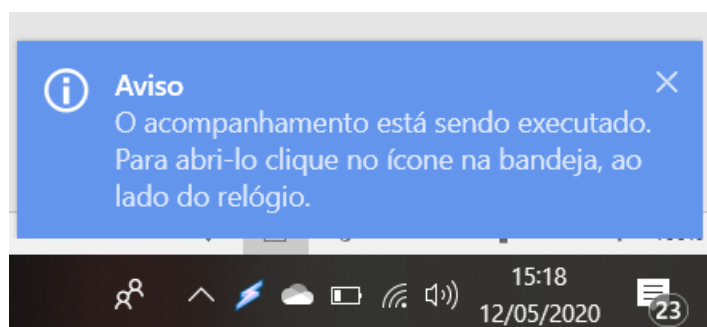 Aviso
O acompanhamento está sendo executado.
Para abri-lo clique no ícone na bandeja, ao
lado do relógio.
15:18
12/05/2020
23